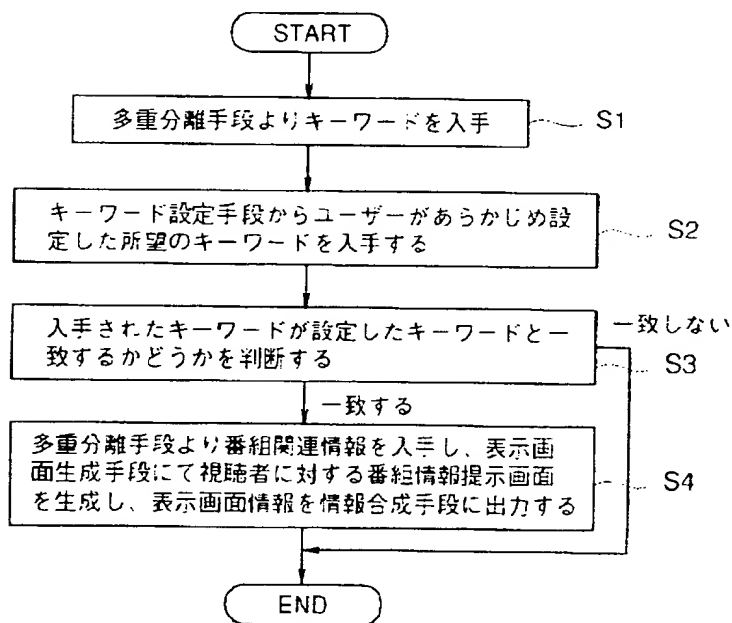 START
多重分離手段よりキーワードを入手
S1
キーワード設定手段からユーザーがあらかじめ設
定した所望のキーワードを入手する
S2
入手されたキーワードが設定したキーワードと一
致するかどうかを判断する
一致しない
S3
一致する
多重分離手段より番組関連情報を入手し、表示画
面生成手段にて視聴者に対する番組情報提示画面
を生成し、表示画面情報を情報合成手段に出力する
S4
END